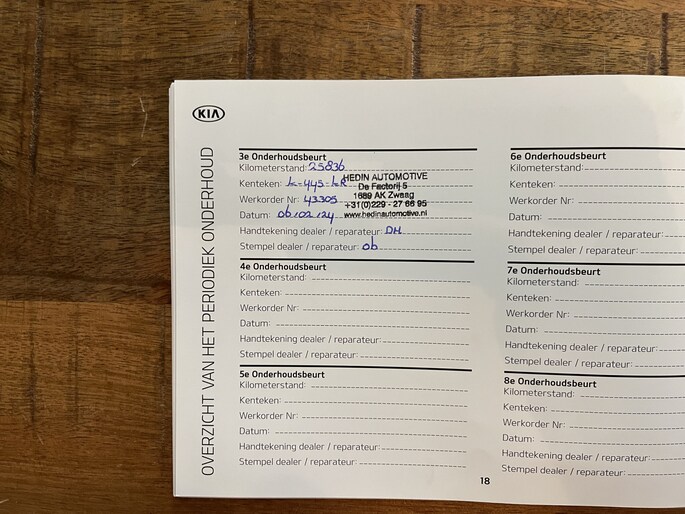 KIA
OVERZICHT VAN HET PERIODIEK ONDERHOUD
3e Onderhoudsbeurt
Kilometerstand: 25836
Kenteken: k-445-kR
Werkorder Nr: 43305
Datum: 06/02/24
Handtekening dealer / reparateur: DH
Stempel dealer / reparateur: ob
HEDIN AUTOMOTIVE
De Factorij 5
1689 AK Zwaag
+31(0)229 - 27 66 95
www.hedinautomotive.nl
4e Onderhoudsbeurt
Kilometerstand:
Kenteken:
Werkorder Nr:
Datum:
Handtekening dealer / reparateur:
Stempel dealer / reparateur:
5e Onderhoudsbeurt
Kilometerstand:
Kenteken:
Werkorder Nr:
Datum:
Handtekening dealer / reparateur:
Stempel dealer / reparateur:
6e Onderhoudsbeurt
Kilometerstand:
Kenteken:
Werkorder Nr:
Datum:
Handtekening dealer / reparateur:
Stempel dealer / reparateur:
7e Onderhoudsbeurt
Kilometerstand:
Kenteken:
Werkorder Nr:
Datum:
Handtekening dealer / reparateur:
Stempel dealer / reparateur:
8e Onderhoudsbeurt
Kilometerstand:
Kenteken:
Werkorder Nr:
Datum:
Handtekening dealer / reparateur:
Stempel dealer / reparateur:
18